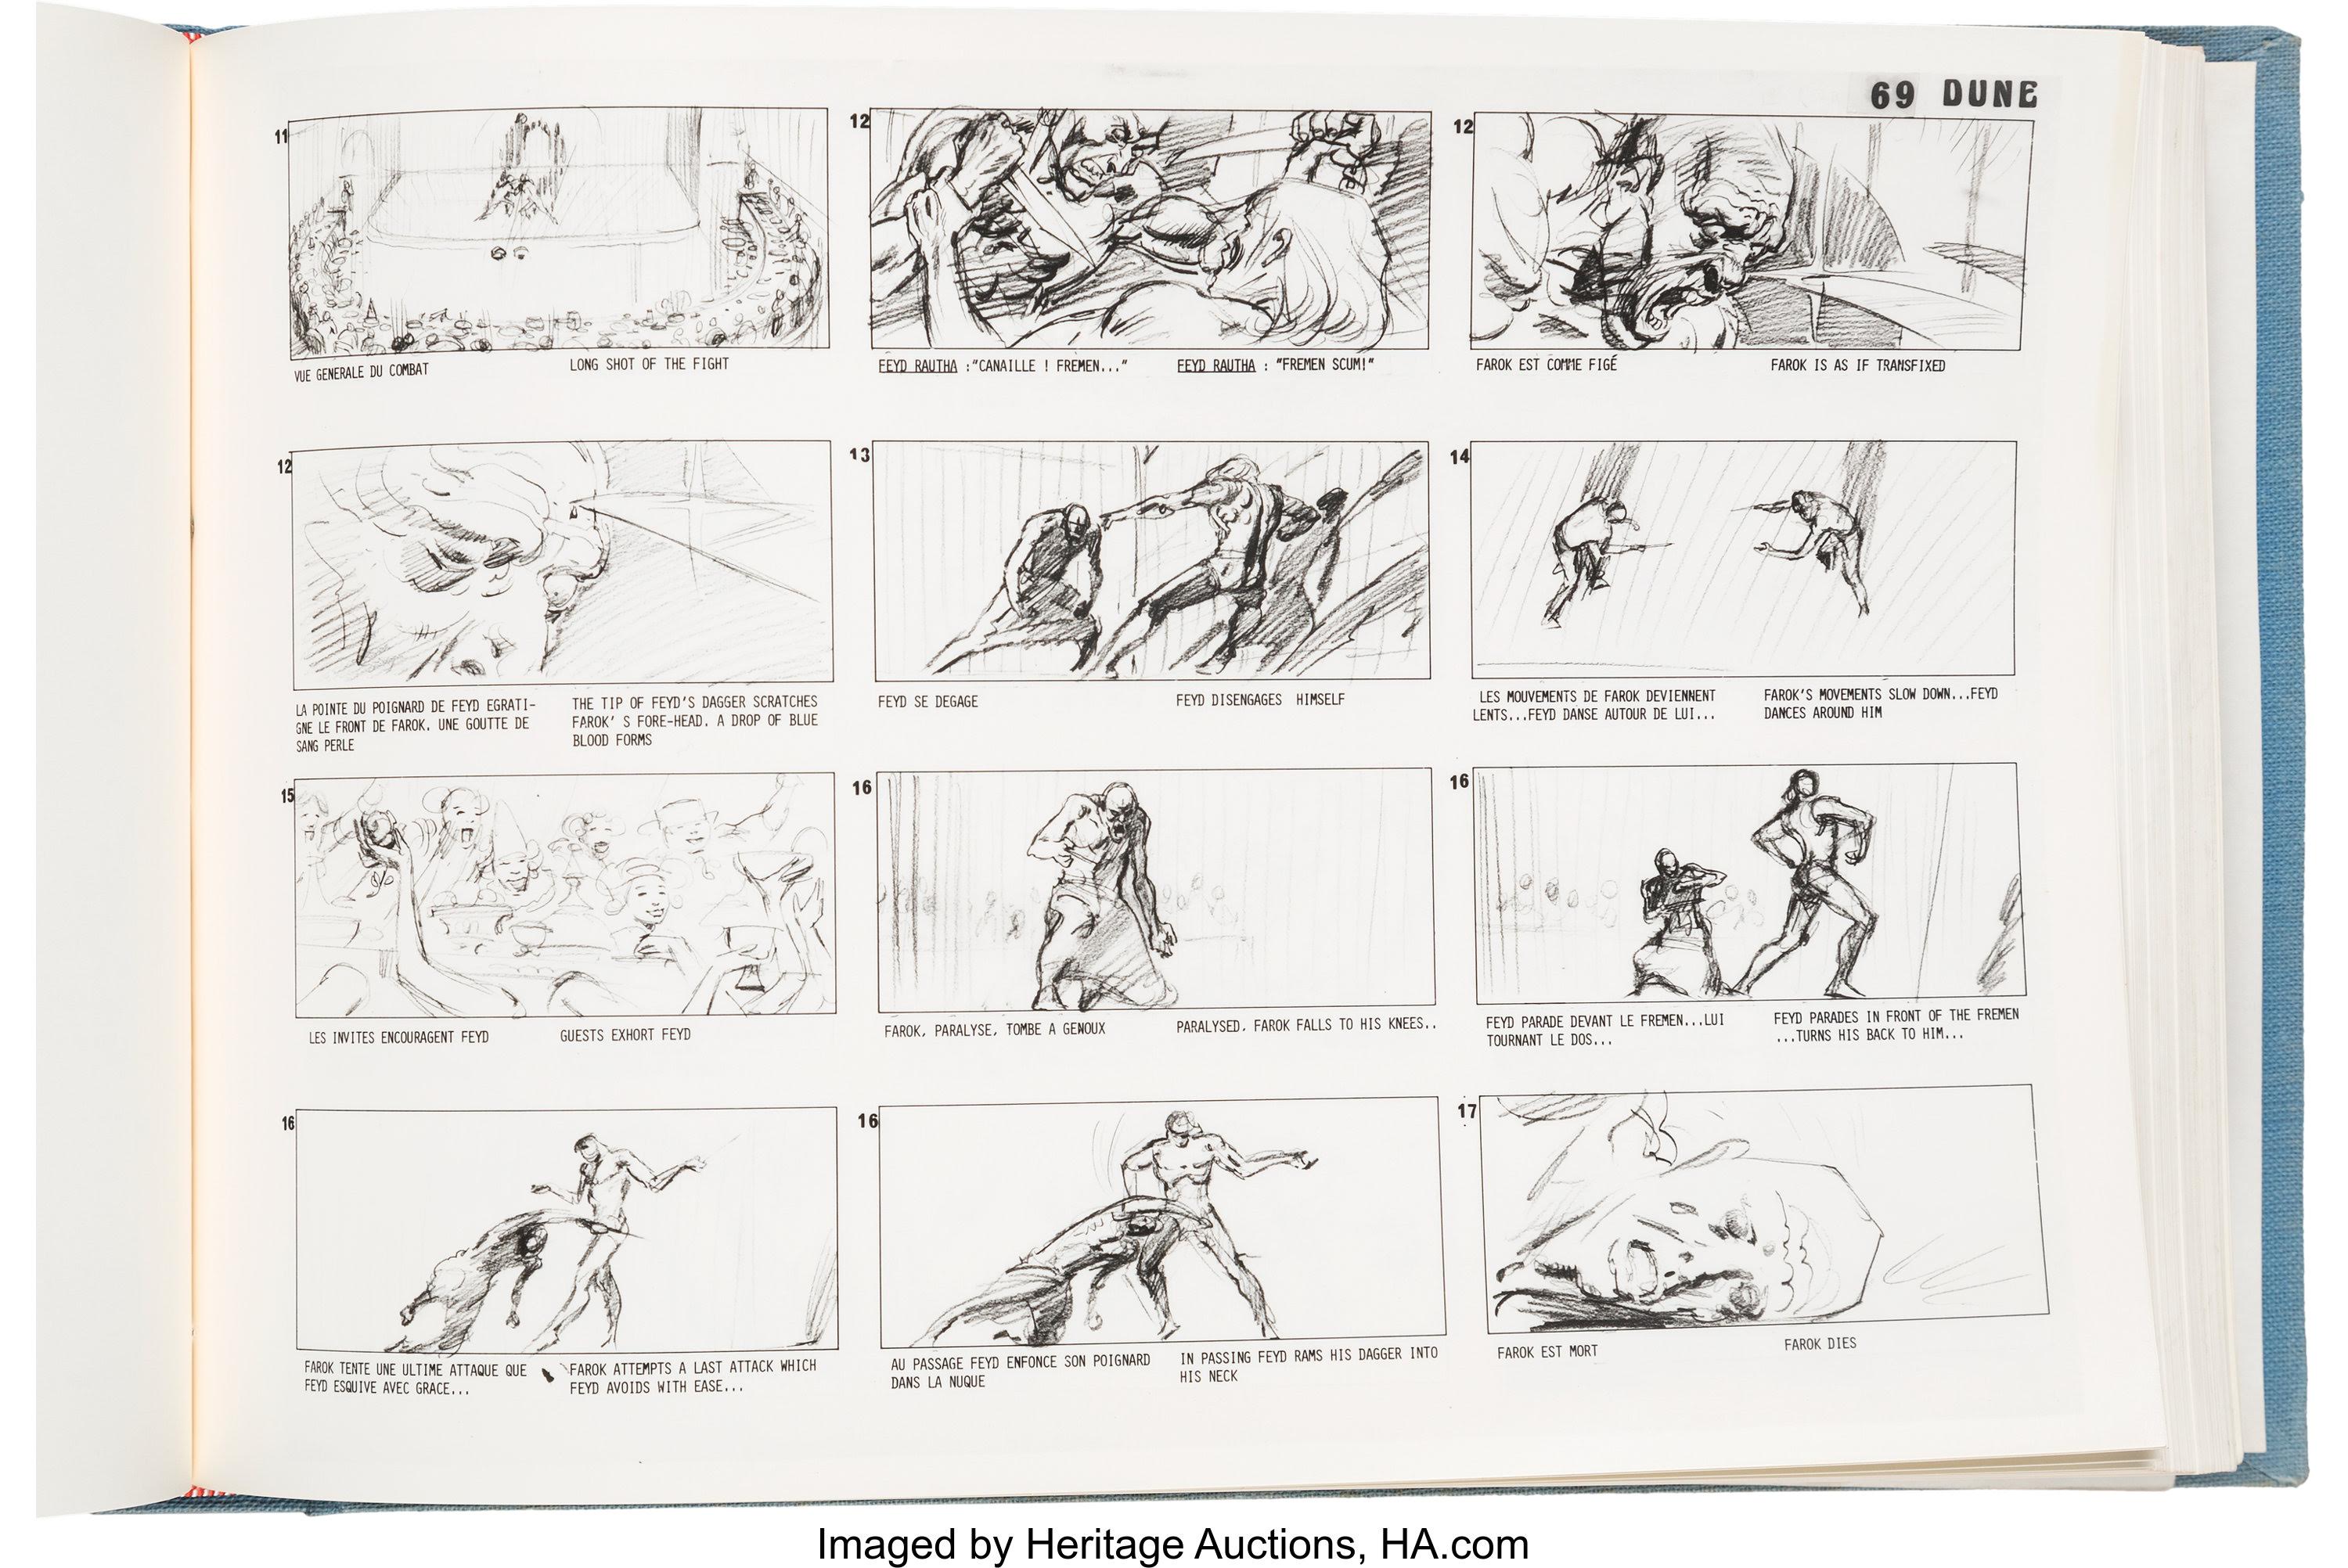 69 DUNE
11
VUE GENERALE DU COMBAT
LONG SHOT OF THE FIGHT
12
FEYD RAUTHA :"CANAILLE ! FREMEN..."
FEYD RAUTHA : "FREMEN SCUM!"
12
FAROK EST COMME FIGÉ
FAROK IS AS IF TRANSFIXED
12
LA POINTE DU POIGNARD DE FEYD EGRATI-
GNE LE FRONT DE FAROK. UNE GOUTTE DE
SANG PERLE
THE TIP OF FEYD'S DAGGER SCRATCHES
FAROK' S FORE-HEAD. A DROP OF BLUE
BLOOD FORMS
13
FEYD SE DEGAGE
FEYD DISENGAGES HIMSELF
14
LES MOUVEMENTS DE FAROK DEVIENNENT
LENTS...FEYD DANSE AUTOUR DE LUI...
FAROK'S MOVEMENTS SLOW DOWN...FEYD
DANCES AROUND HIM
15
LES INVITES ENCOURAGENT FEYD
GUESTS EXHORT FEYD
16
FAROK, PARALYSE, TOMBE A GENOUX
PARALYSED, FAROK FALLS TO HIS KNEES..
16
FEYD PARADE DEVANT LE FREMEN...LUI
TOURNANT LE DOS...
FEYD PARADES IN FRONT OF THE FREMEN
...TURNS HIS BACK TO HIM...
16
FAROK TENTE UNE ULTIME ATTAQUE QUE
FEYD ESQUIVE AVEC GRACE...
FAROK ATTEMPTS A LAST ATTACK WHICH
FEYD AVOIDS WITH EASE...
16
AU PASSAGE FEYD ENFONCE SON POIGNARD
DANS LA NUQUE
IN PASSING FEYD RAMS HIS DAGGER INTO
HIS NECK
17
FAROK EST MORT
FAROK DIES
Imaged by Heritage Auctions, HA.com